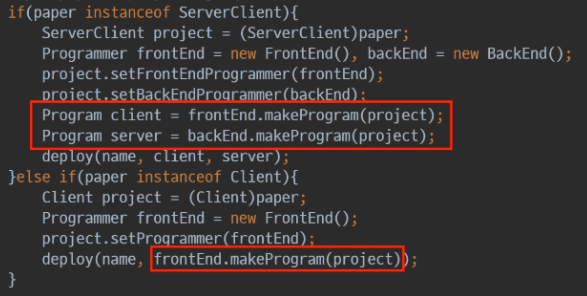 if(paper instanceof ServerClient){
    ServerClient project = (ServerClient)paper;
    Programmer frontEnd = new FrontEnd(), backEnd = new BackEnd();
    project.setFrontEndProgrammer(frontEnd);
    project.setBackEndProgrammer(backEnd);
    Program client = frontEnd.makeProgram(project);
    Program server = backEnd.makeProgram(project);
    deploy(name, client, server);
}else if(paper instanceof Client){
    Client project = (Client)paper;
    Programmer frontEnd = new FrontEnd();
    project.setProgrammer(frontEnd);
    deploy(name, frontEnd.makeProgram(project));
}